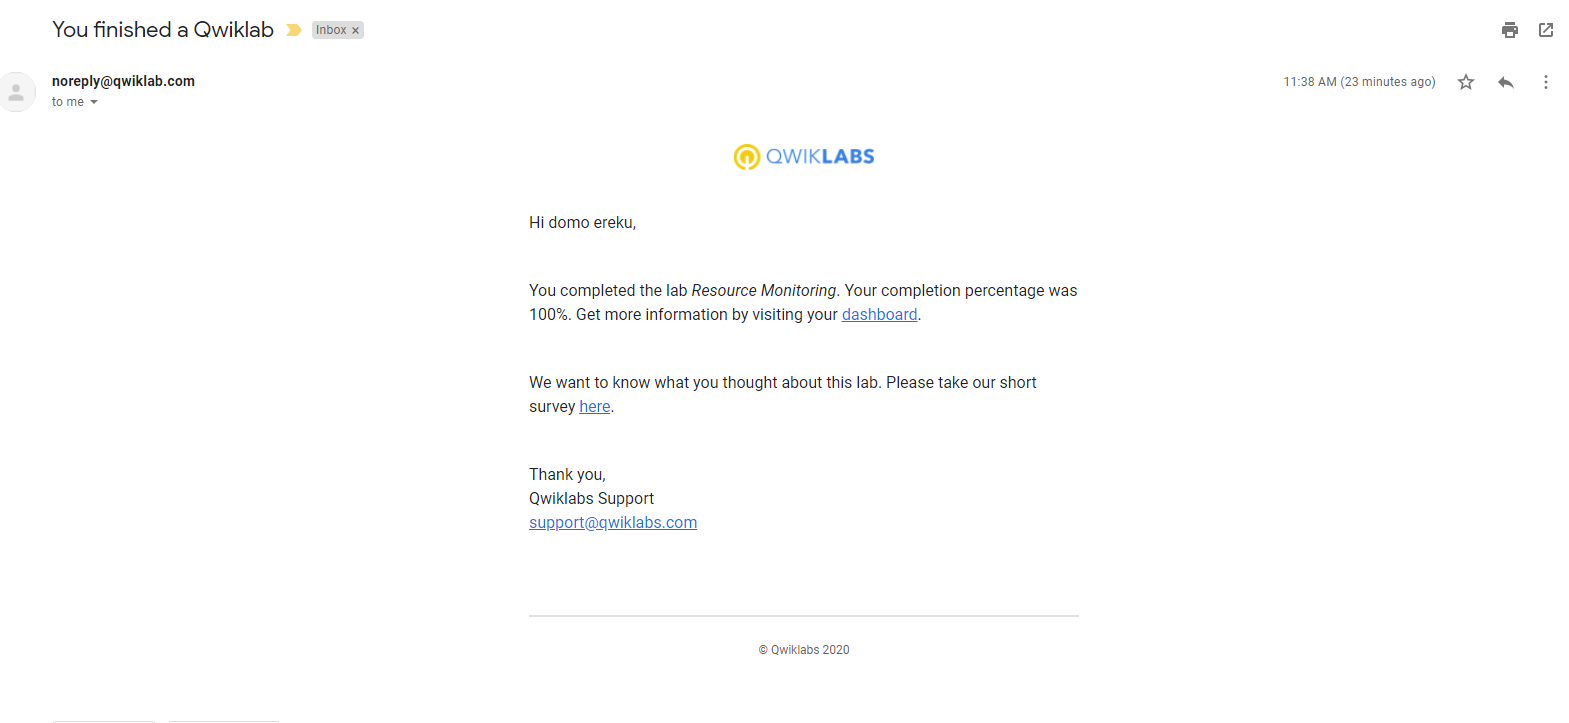 You finished a Qwiklab
Inbox x
noreply@qwiklab.com
11:38 AM (23 minutes ago)
to me
QWIKLABS
Hi domo ereku,
You completed the lab Resource Monitoring. Your completion percentage was
100%. Get more information by visiting your dashboard.
We want to know what you thought about this lab. Please take our short
survey here.
Thank you,
Qwiklabs Support
support@qwiklabs.com
© Qwiklabs 2020